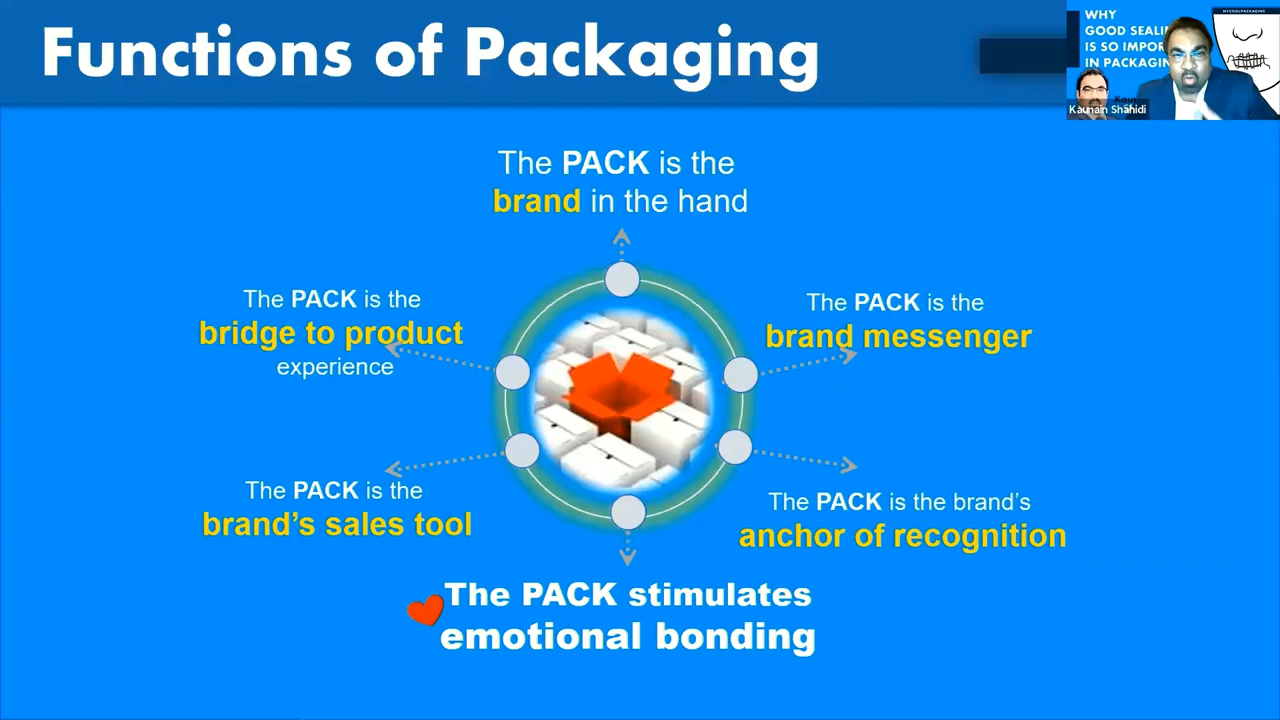 Functions of Packaging
WHY
GOOD SEALI
IS SO IMPOR
IN PACKAGIN
MYCOOLPACKAGING
Kaunain Shahidi
The PACK is the
brand in the hand
The PACK is the
bridge to product
experience
The PACK is the
brand messenger
The PACK is the
brand's sales tool
The PACK is the brand's
anchor of recognition
The PACK stimulates
emotional bonding